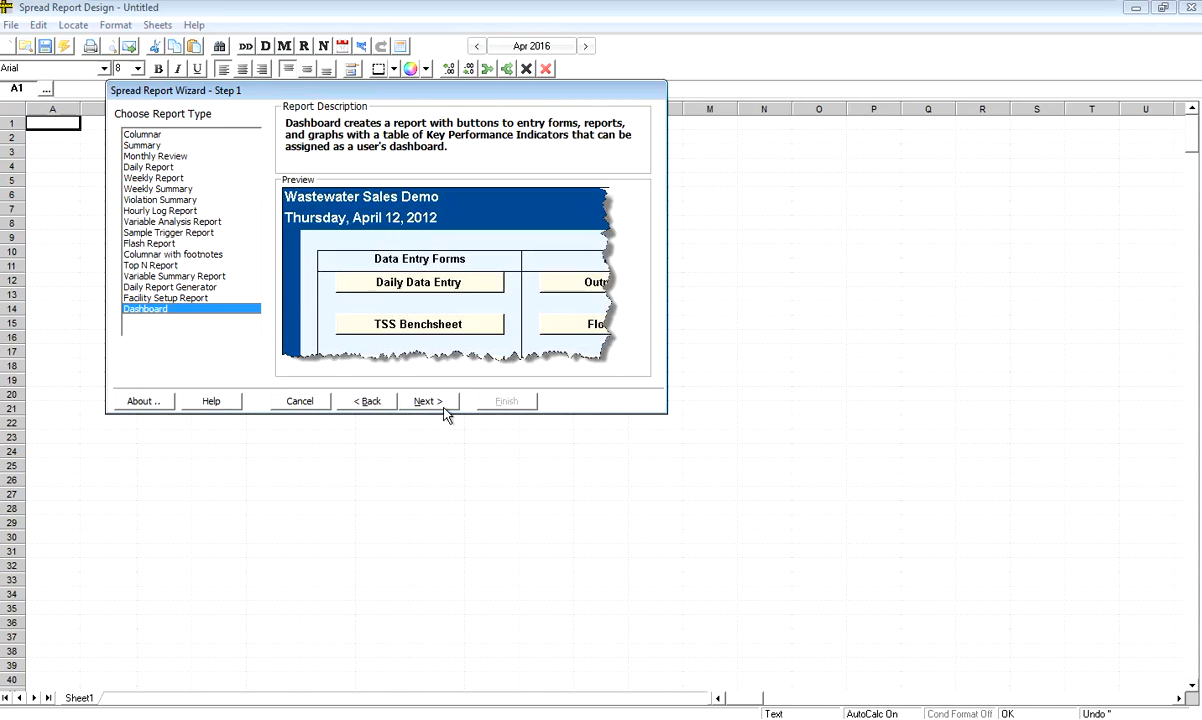 Spread Report Design - Untitled
File Edit Locate Format Sheets Help
DD D M R N < Apr 2016 >
Arial 8 B I U
A1 ...
A M N O P Q R S T U
Spread Report Wizard - Step 1
Choose Report Type
Columnar
Summary
Monthly Review
Daily Report
Weekly Report
Weekly Summary
Violation Summary
Hourly Log Report
Variable Analysis Report
Sample Trigger Report
Flash Report
Columnar with footnotes
Top N Report
Variable Summary Report
Daily Report Generator
Facility Setup Report
Dashboard
Report Description
Dashboard creates a report with buttons to entry forms, reports,
and graphs with a table of Key Performance Indicators that can be
assigned as a user's dashboard.
Preview
Wastewater Sales Demo
Thursday, April 12, 2012
Data Entry Forms
Daily Data Entry Outp
TSS Benchsheet Flo
About .. Help Cancel < Back Next > Finish
1
2
3
4
5
6
7
8
9
10
11
12
13
14
15
16
17
18
19
20
21
22
23
24
25
26
27
28
29
30
31
32
33
34
35
36
37
38
39
40
Sheet1
Text AutoCalc On Cond Format Off OK Undo "